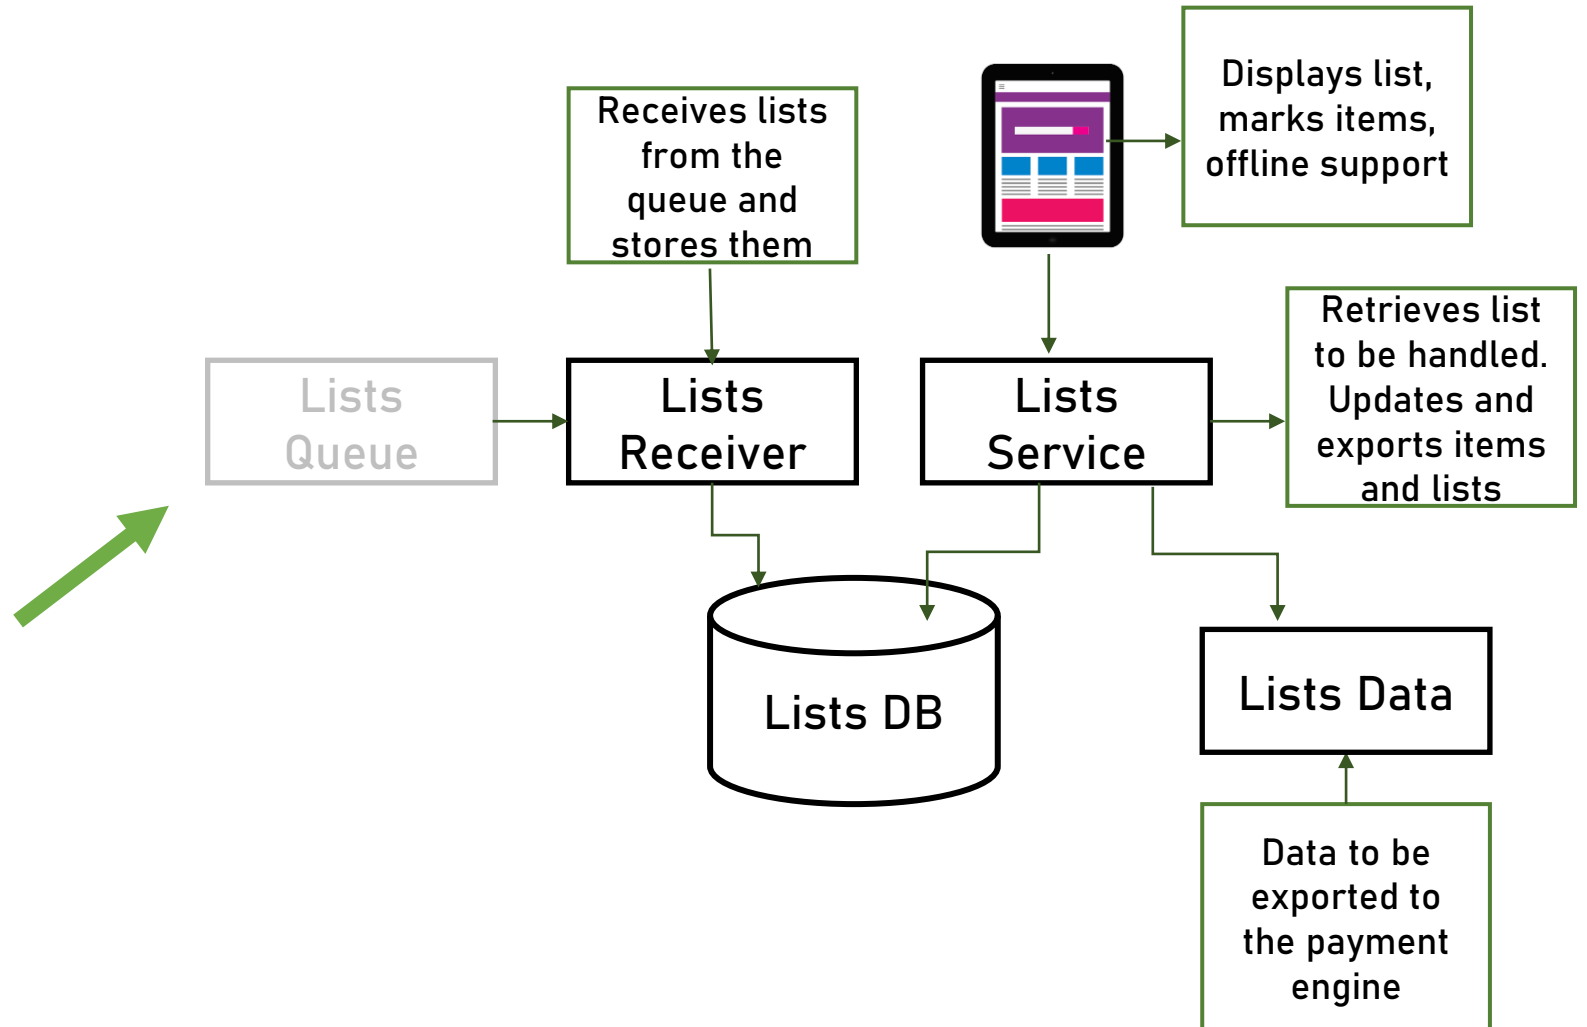 Displays list,
marks items,
offline support
Receives lists
from the
queue and
stores them
Retrieves list
to be handled.
Updates and
exports items
and lists
Lists
Queue
Lists
Receiver
Lists
Service
Lists DB
Lists Data
Data to be
exported to
the payment
engine